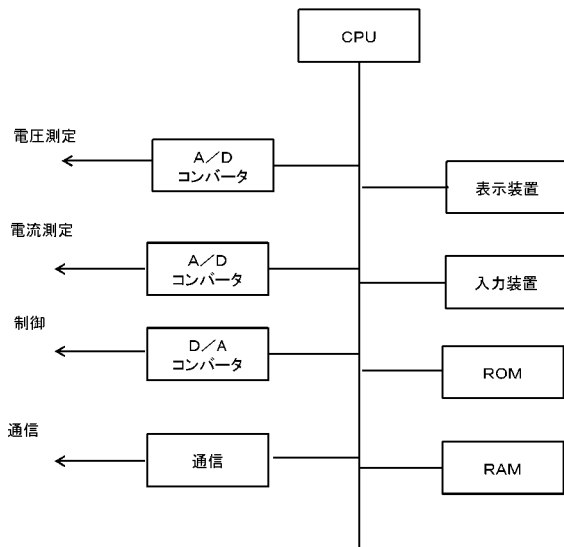 CPU
電圧測定
A/D
コンバータ
表示装置
電流測定
A/D
コンバータ
入力装置
制御
D/A
コンバータ
ROM
通信
通信
RAM